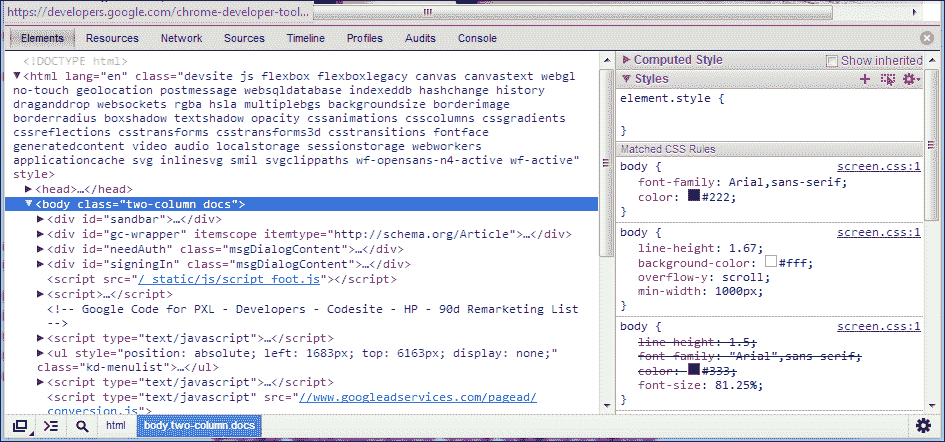 https://developers.google.com/chrome-developer-tool...
Elements Resources Network Sources Timeline Profiles Audits Console
<!DOCTYPE html>
<html lang="en" class="devsite js flexbox flexboxlegacy canvas canvastext webgl
no-touch geolocation postmessage websqldatabase indexeddb hashchange history
draganddrop websockets rgba hsla multiplebgs backgroundsize borderimage
borderradius boxshadow textshadow opacity cssanimations csscolumns cssgradients
cssreflections csstransforms csstransforms3d csstransitions fontface
generatedcontent video audio localstorage sessionstorage webworkers
applicationcache svg inlinesvg smil svgclippaths wf-opensans-n4-active wf-active"
style>
<head>…</head>
<body class="two-column docs">
<div id="sandbar">…</div>
<div id="gc-wrapper" itemscope itemtype="http://schema.org/Article">…</div>
<div id="needAuth" class="msgDialogContent">…</div>
<div id="signingIn" class="msgDialogContent">…</div>
<script src="/_static/js/script_foot.js"></script>
<script>…</script>
<!-- Google Code for PXL - Developers - Codesite - HP - 90d Remarketing List
-->
<script type="text/javascript">…</script>
<ul style="position: absolute; left: 1683px; top: 6163px; display: none;"
class="kd-menulist">…</ul>
<script type="text/javascript">…</script>
<script type="text/javascript" src="//www.googleadservices.com/pagead/
conversion.js">
Computed Style Show inherited
Styles
element.style {
}
Matched CSS Rules
body { screen.css:1
font-family: Arial,sans-serif;
color: #222;
}
body { screen.css:1
line-height: 1.67;
background-color: #fff;
overflow-y: scroll;
min-width: 1000px;
}
body { screen.css:1
line-height: 1.5;
font-family: "Arial",sans-serif;
color: #333;
font-size: 81.25%;
}
html body.two-column.docs